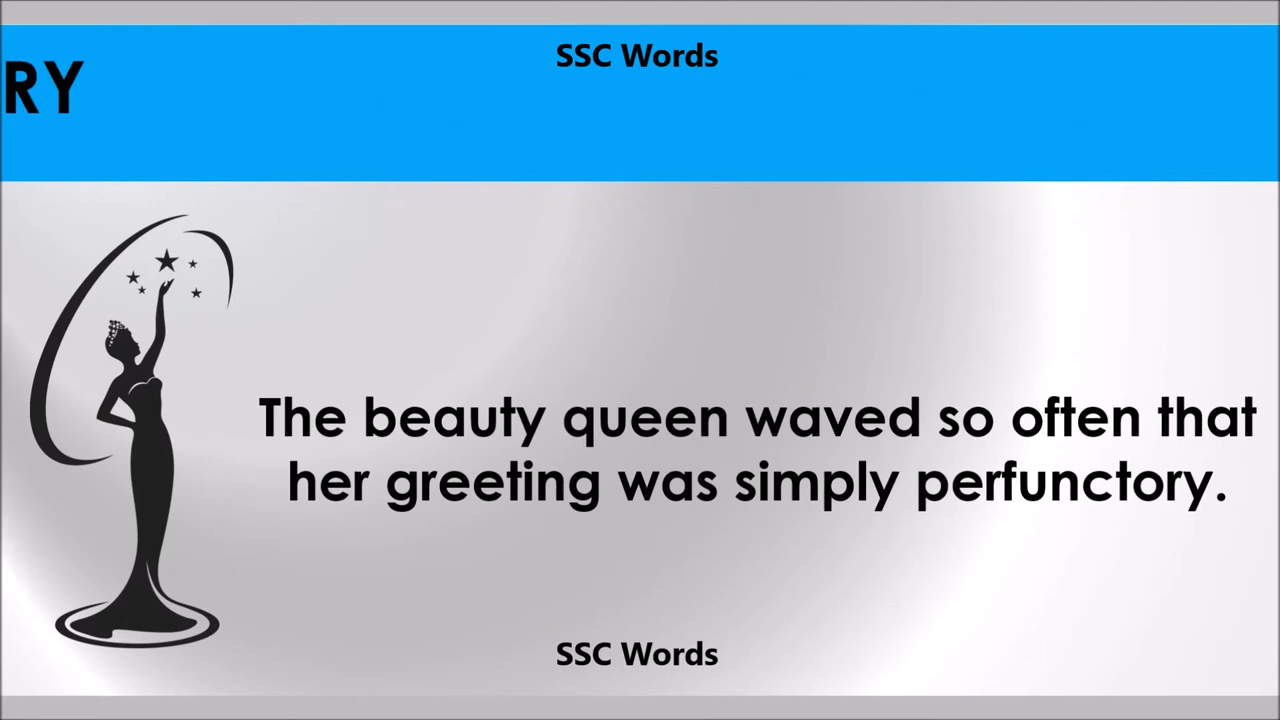 SSC Words
RY
The beauty queen waved so often that
her greeting was simply perfunctory.
SSC Words